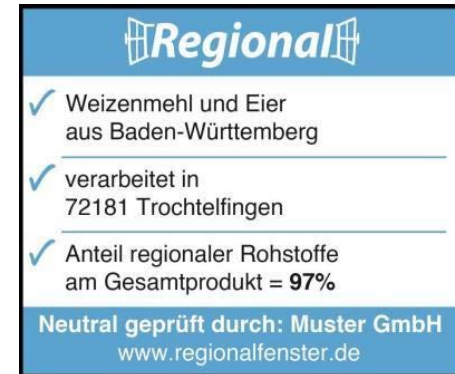 Regional
Weizenmehl und Eier
aus Baden-Württemberg
verarbeitet in
72181 Trochtelfingen
Anteil regionaler Rohstoffe
am Gesamtprodukt = 97%
Neutral geprüft durch: Muster GmbH
www.regionalfenster.de